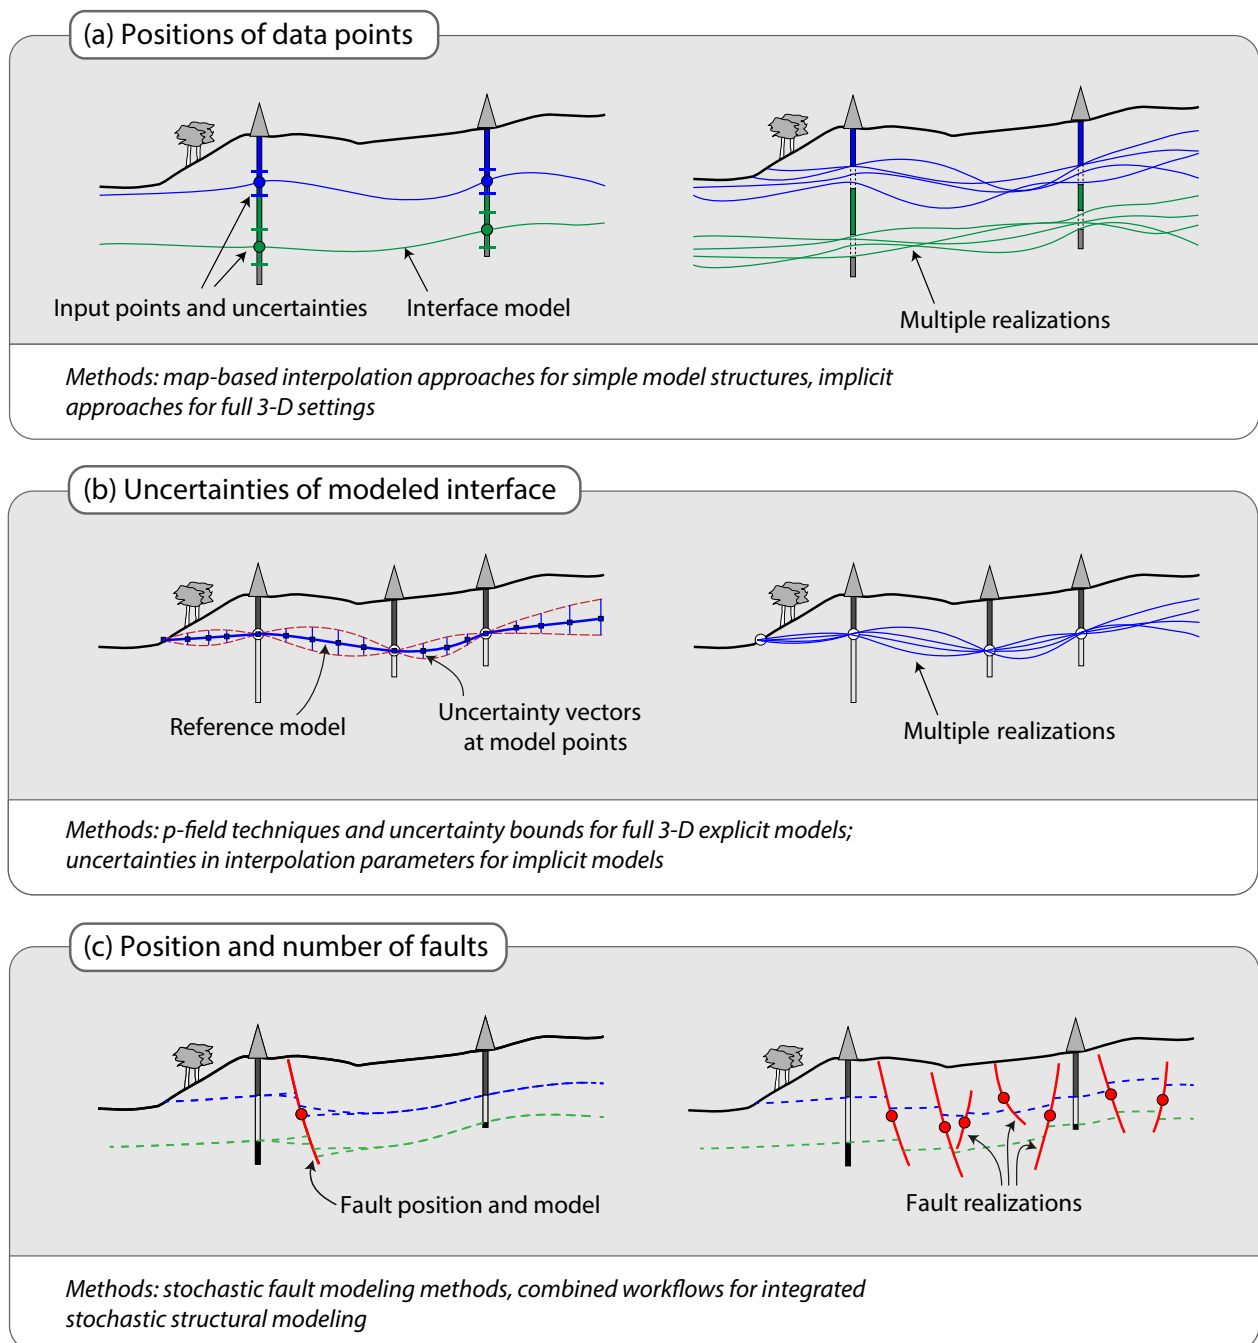 (a) Positions of data points
Input points and uncertainties
Interface model
Multiple realizations
Methods: map-based interpolation approaches for simple model structures, implicit
approaches for full 3-D settings
(b) Uncertainties of modeled interface
Reference model
Uncertainty vectors
at model points
Multiple realizations
Methods: p-field techniques and uncertainty bounds for full 3-D explicit models;
uncertainties in interpolation parameters for implicit models
(c) Position and number of faults
Fault position and model
Fault realizations
Methods: stochastic fault modeling methods, combined workflows for integrated
stochastic structural modeling